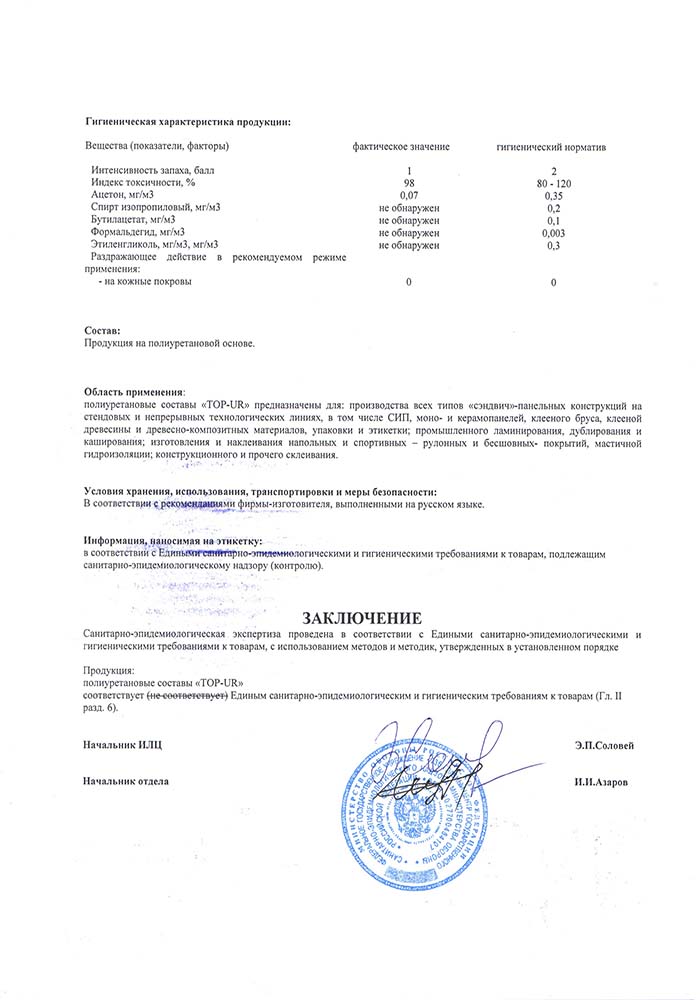 Гигиеническая характеристика продукции:
Вещества (показатели, факторы) фактическое значение гигиенический норматив
Интенсивность запаха, балл 1 2
Индекс токсичности, % 98 80 - 120
Ацетон, мг/м3 0,07 0,35
Спирт изопропиловый, мг/м3 не обнаружен 0,2
Бутилацетат, мг/м3 не обнаружен 0,1
Формальдегид, мг/м3 не обнаружен 0,003
Этиленгликоль, мг/м3, мг/м3 не обнаружен 0,3
Раздражающее действие в рекомендуемом режиме
применения:
- на кожные покровы 0 0
Состав:
Продукция на полиуретановой основе.
Область применения:
полиуретановые составы «TOP-UR» предназначены для: производства всех типов «сэндвич»-панельных конструкций на
стендовых и непрерывных технологических линиях, в том числе СИП, моно- и керамопанелей, клееного бруса, клееной
древесины и древесно-композитных материалов, упаковки и этикетки; промышленного ламинирования, дублирования и
каширования; изготовления и наклеивания напольных и спортивных – рулонных и бесшовных- покрытий, мастичной
гидроизоляции; конструкционного и прочего склеивания.
Условия хранения, использования, транспортировки и меры безопасности:
В соответствии с рекомендациями фирмы-изготовителя, выполненными на русском языке.
Информация, наносимая на этикетку:
в соответствии с Едиными санитарно-эпидемиологическими и гигиеническими требованиями к товарам, подлежащим
санитарно-эпидемиологическому надзору (контролю).
ЗАКЛЮЧЕНИЕ
Санитарно-эпидемиологическая экспертиза проведена в соответствии с Едиными санитарно-эпидемиологическими и
гигиеническими требованиями к товарам, с использованием методов и методик, утвержденных в установленном порядке
Продукция:
полиуретановые составы «TOP-UR»
соответствует (не соответствует) Единым санитарно-эпидемиологическим и гигиеническим требованиям к товарам (Гл. II
разд. 6).
Начальник ИЛЦ Э.П.Соловей
Начальник отдела И.И.Азаров